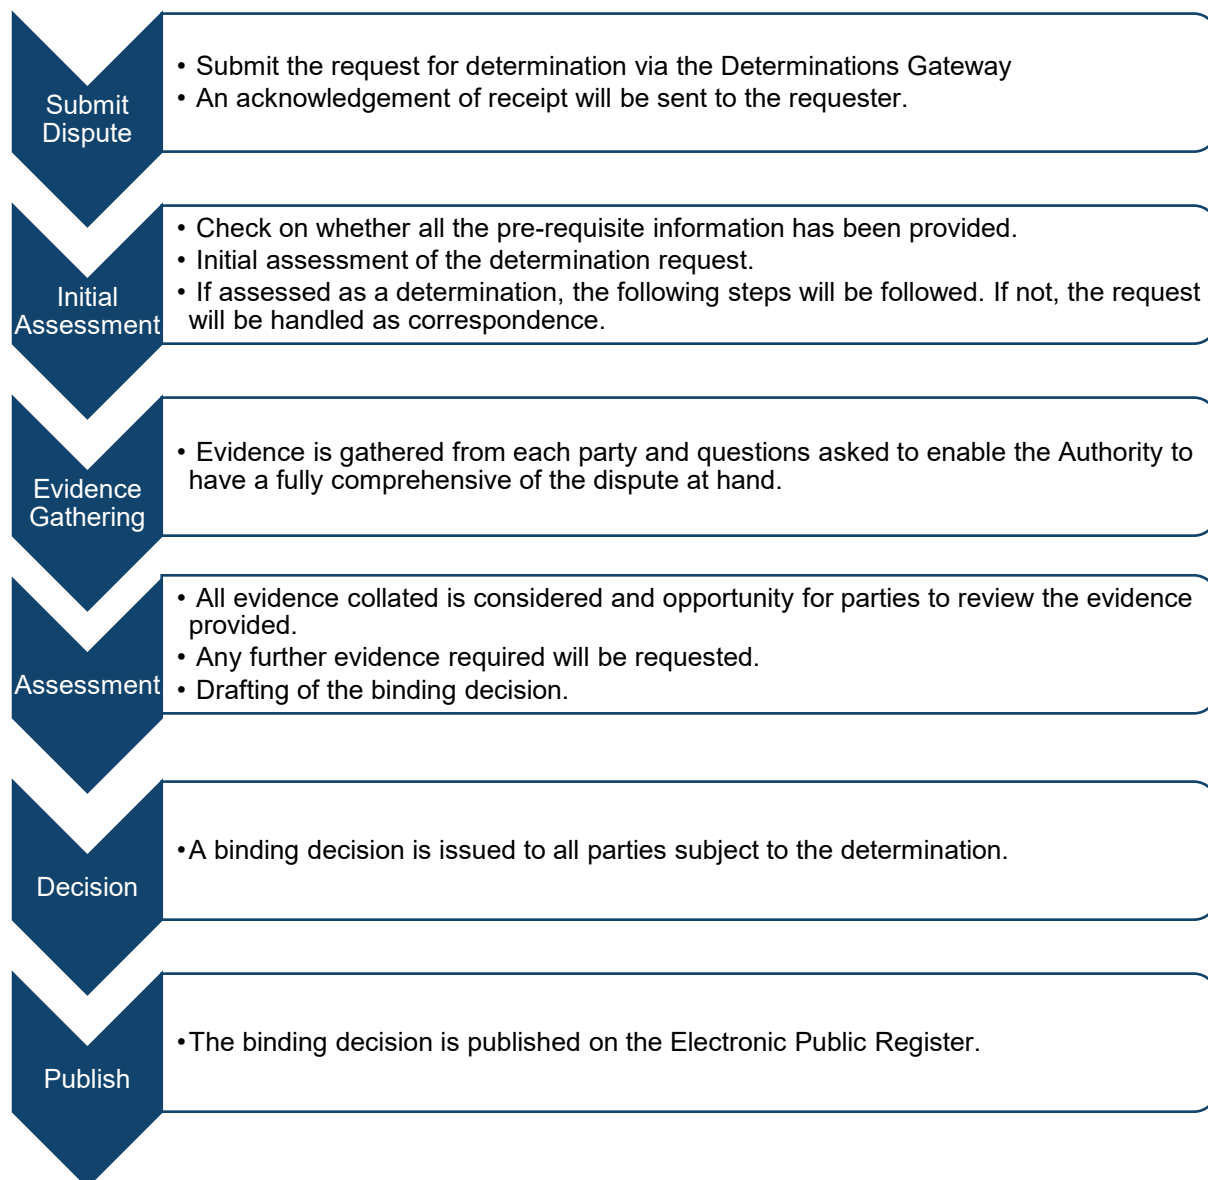 Submit
Dispute
• Submit the request for determination via the Determinations Gateway
• An acknowledgement of receipt will be sent to the requester.
Initial
Assessment
• Check on whether all the pre-requisite information has been provided.
• Initial assessment of the determination request.
• If assessed as a determination, the following steps will be followed. If not, the request
will be handled as correspondence.
Evidence
Gathering
• Evidence is gathered from each party and questions asked to enable the Authority to
have a fully comprehensive of the dispute at hand.
Assessment
• All evidence collated is considered and opportunity for parties to review the evidence
provided.
• Any further evidence required will be requested.
• Drafting of the binding decision.
Decision
•A binding decision is issued to all parties subject to the determination.
Publish
•The binding decision is published on the Electronic Public Register.